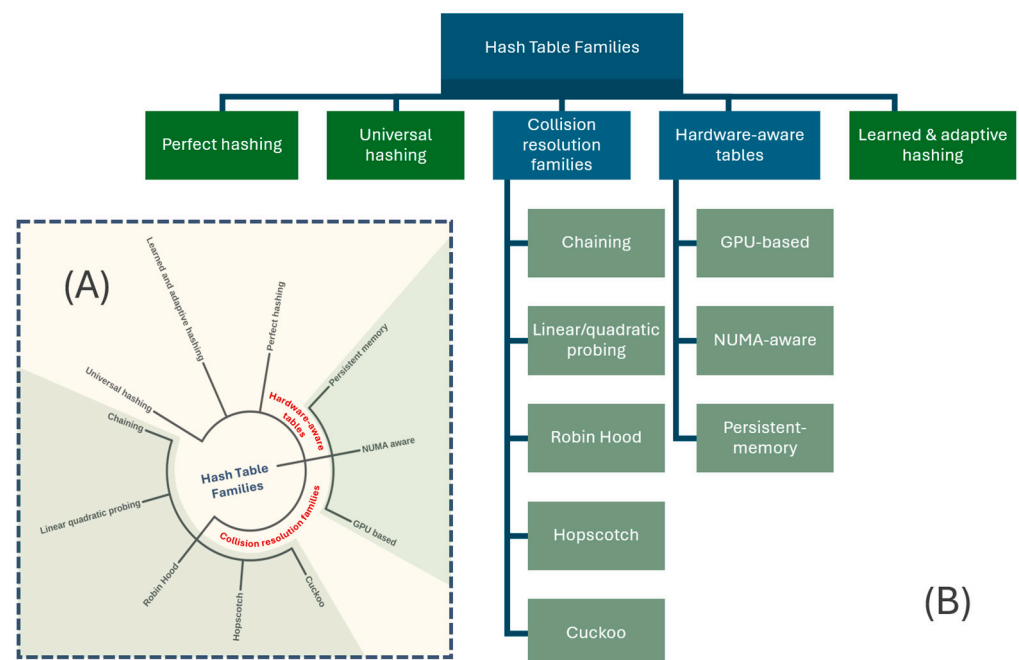 Hash Table Families
Perfect hashing
Universal
hashing
Collision
resolution
families
Hardware-aware
tables
Learned & adaptive
hashing
Chaining
Linear/quadratic
probing
Robin Hood
Hopscotch
Cuckoo
GPU-based
NUMA-aware
Persistent-
memory
(B)
(A)
Learned and adaptive hashing
Perfect hashing
Persistent memory
Universal hashing
Chaining
Hardware-aware
tables
NUMA aware
Hash Table
Families
Linear quadratic probing
GPU based
Collision resolution families
Robin Hood
Hopscotch
Cuckoo